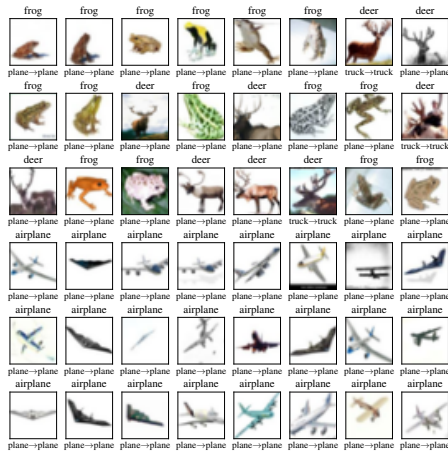 frog frog frog frog frog frog deer deer
plane→plane plane→plane plane→plane plane→plane plane→plane plane→plane truck→truck plane→plane
frog frog deer frog deer frog frog deer
plane→plane plane→plane plane→plane plane→plane plane→plane plane→plane plane→plane truck→truck
deer frog frog deer deer deer frog frog
plane→plane plane→plane plane→plane plane→plane plane→plane truck→truck plane→plane plane→plane
airplane airplane airplane airplane airplane airplane airplane airplane
plane→plane plane→plane plane→plane plane→plane plane→plane plane→plane plane→plane plane→plane
airplane airplane airplane airplane airplane airplane airplane airplane
plane→plane plane→plane plane→plane plane→plane plane→plane plane→plane plane→plane plane→plane
airplane airplane airplane airplane airplane airplane airplane airplane
plane→plane plane→plane plane→plane plane→plane plane→plane plane→plane plane→plane plane→plane